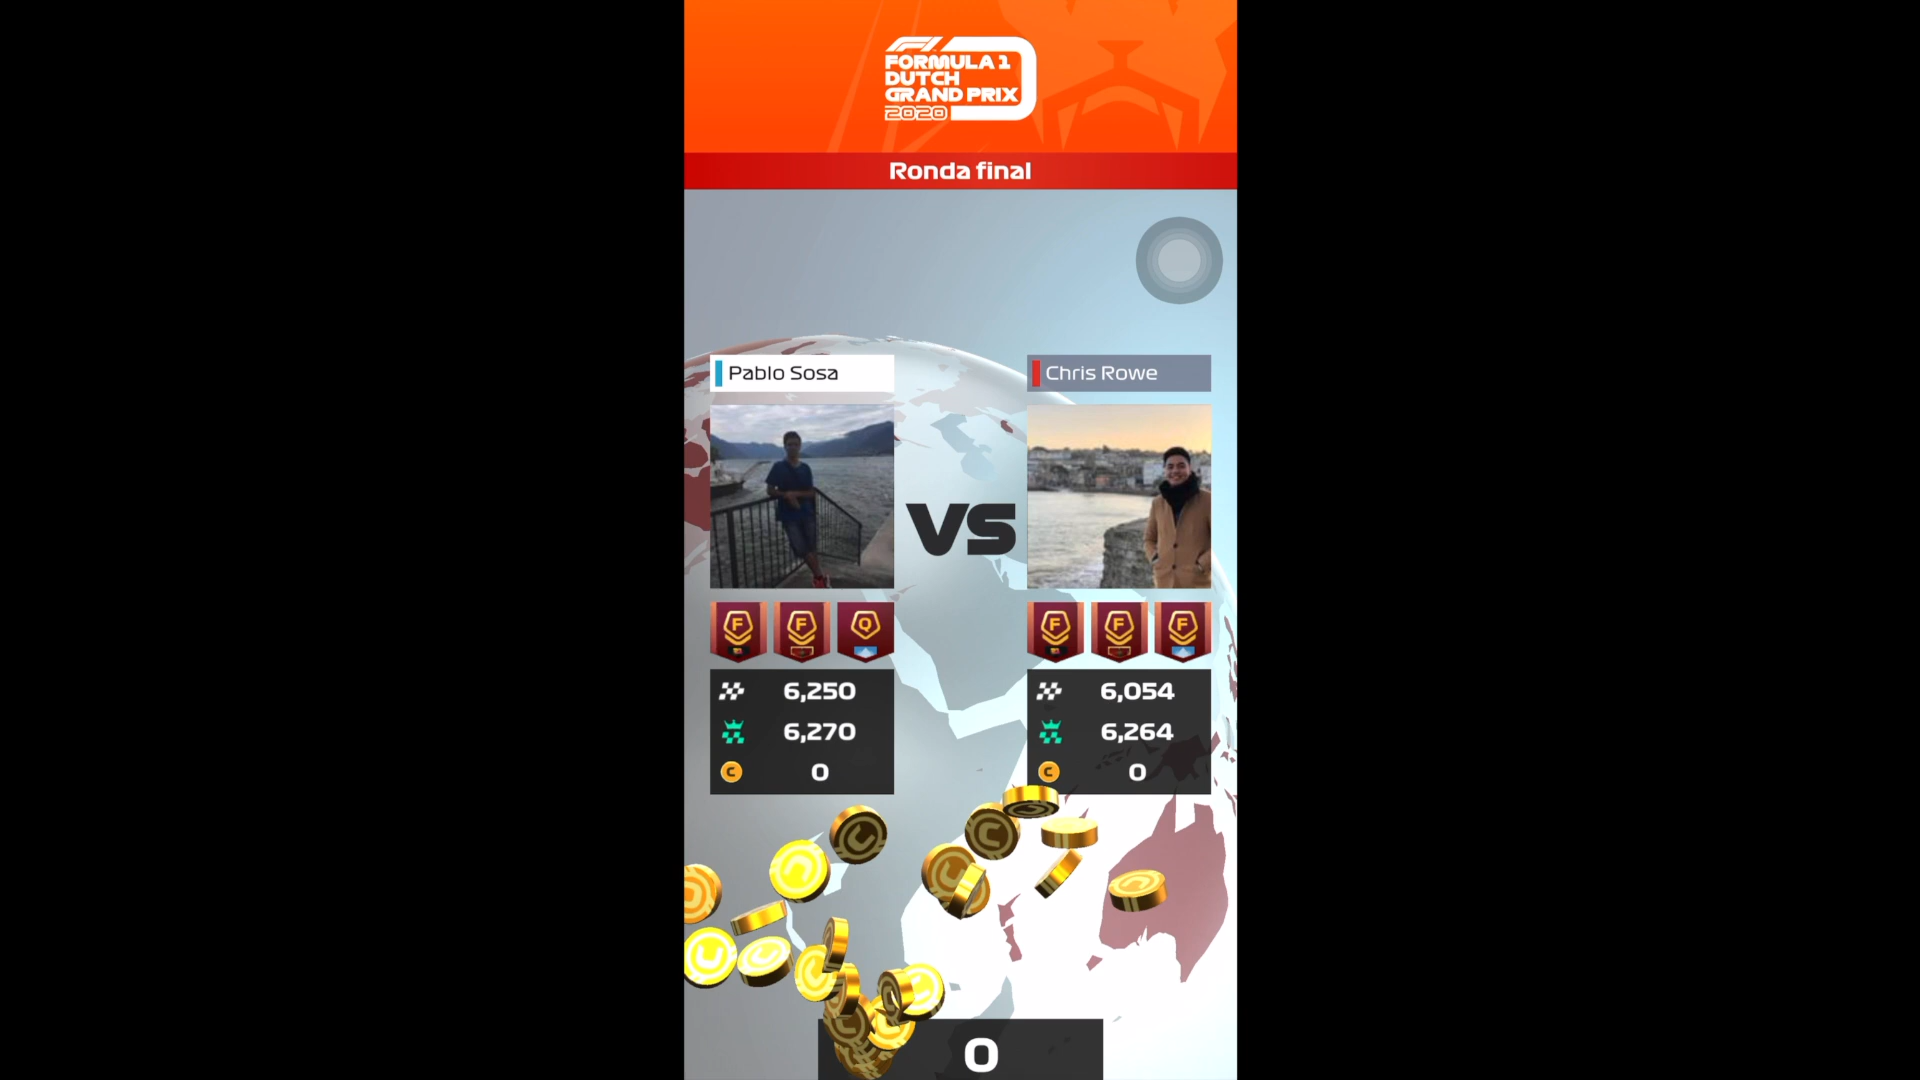 FORMULA 1
DUTCH
GRAND PRIX
2020
Ronda final
Pablo Sosa
Chris Rowe
VS
F F Q
F F F
6,250
6,270
C 0
6,054
6,264
C 0
0